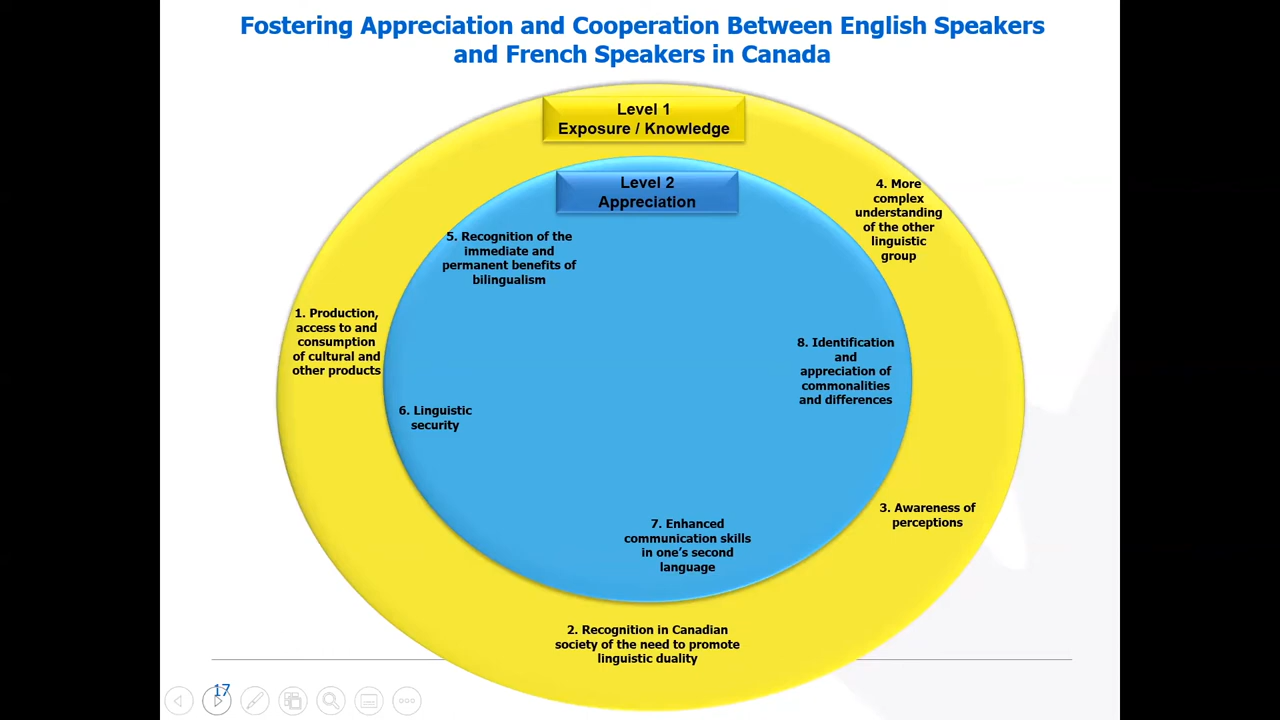 Fostering Appreciation and Cooperation Between English Speakers
and French Speakers in Canada
Level 1
Exposure / Knowledge
Level 2
Appreciation
1. Production,
access to and
consumption
of cultural and
other products
2. Recognition in Canadian
society of the need to promote
linguistic duality
3. Awareness of
perceptions
4. More
complex
understanding
of the other
linguistic
group
5. Recognition of the
immediate and
permanent benefits of
bilingualism
6. Linguistic
security
7. Enhanced
communication skills
in one's second
language
8. Identification
and
appreciation of
commonalities
and differences
17